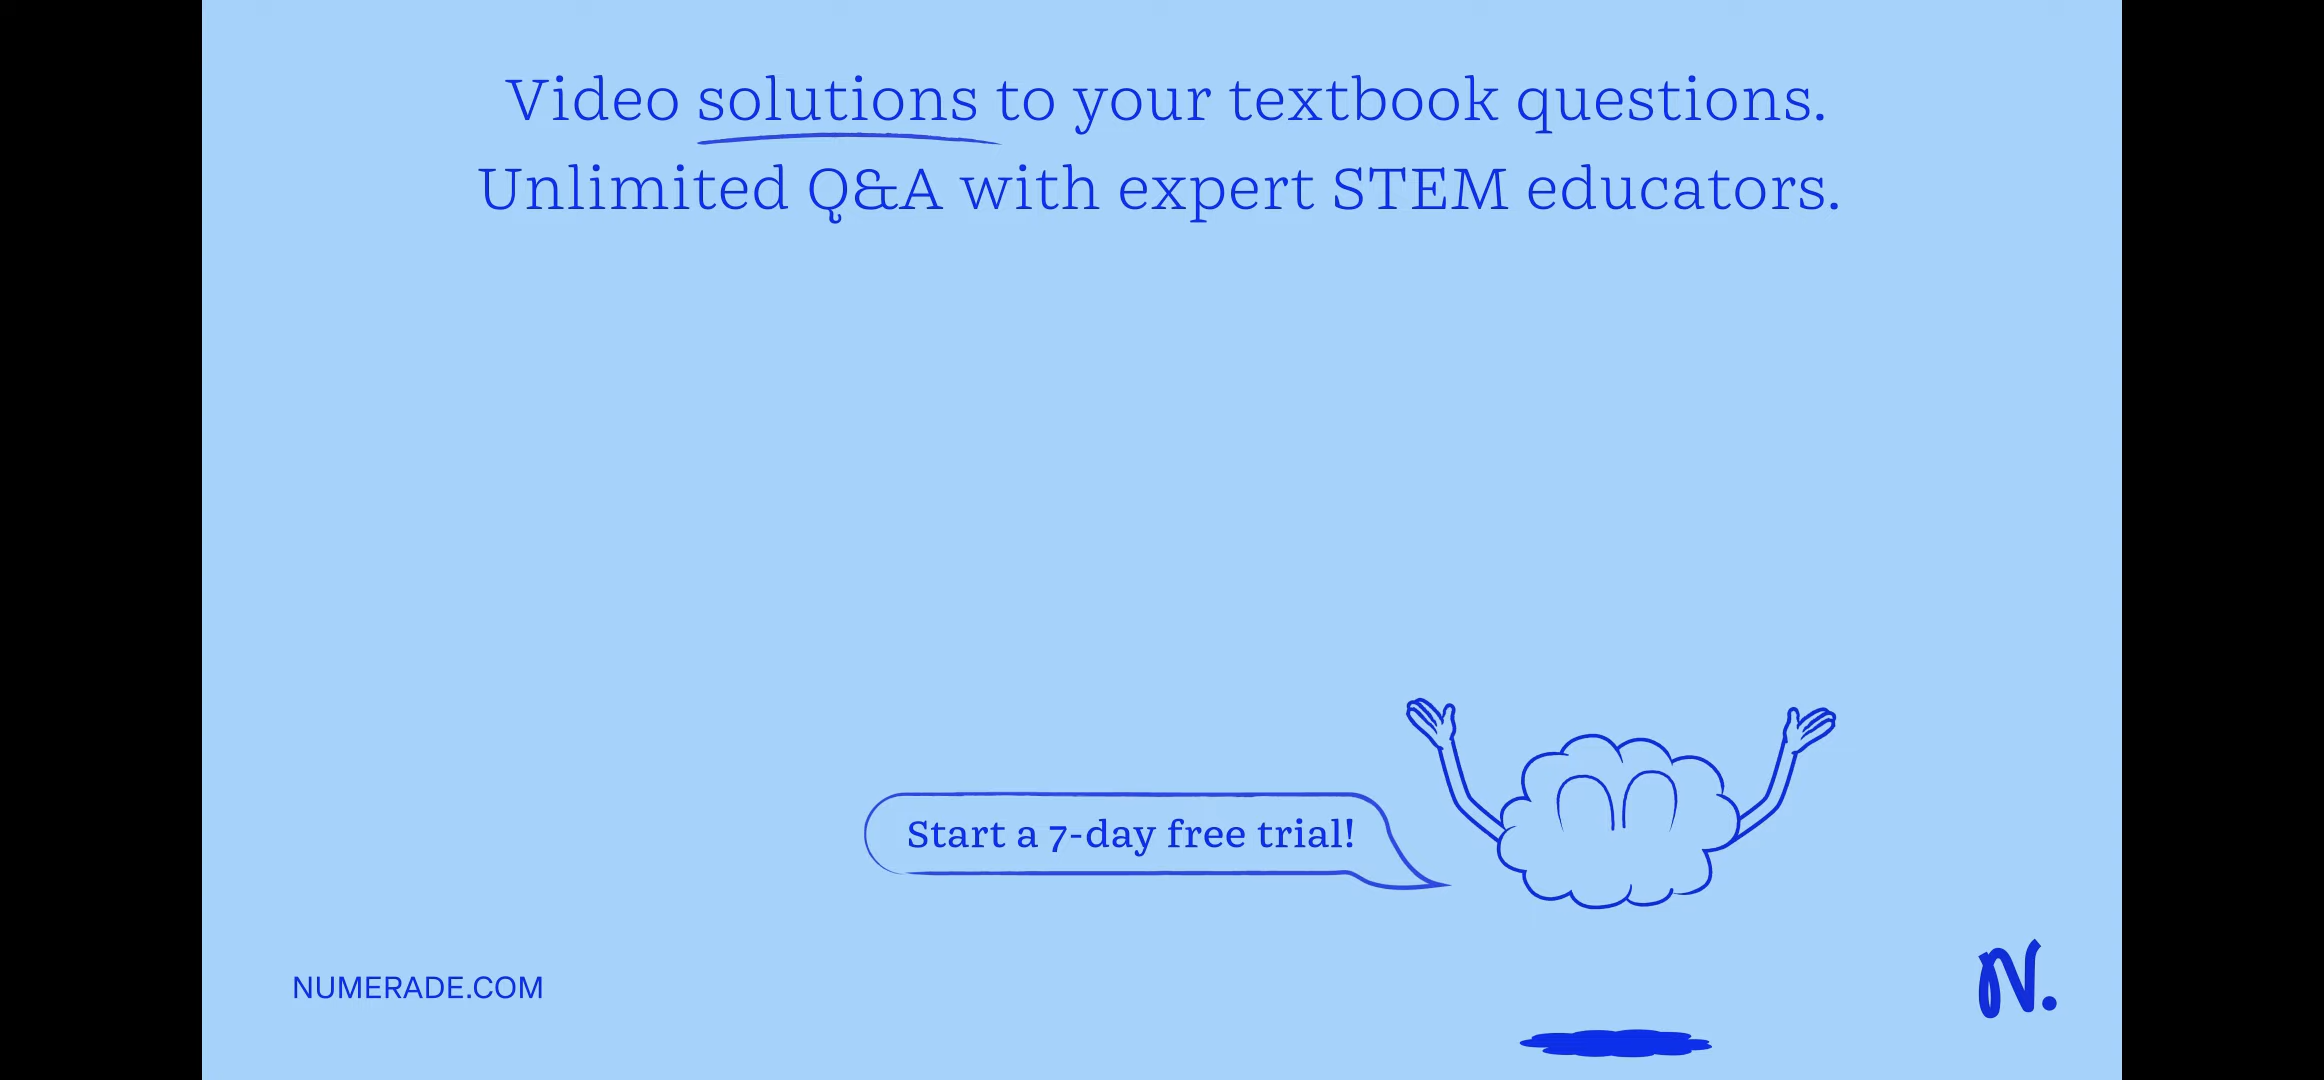 Video solutions to your textbook questions.
Unlimited Q&A with expert STEM educators.
Start a 7-day free trial!
NUMERADE.COM
N.